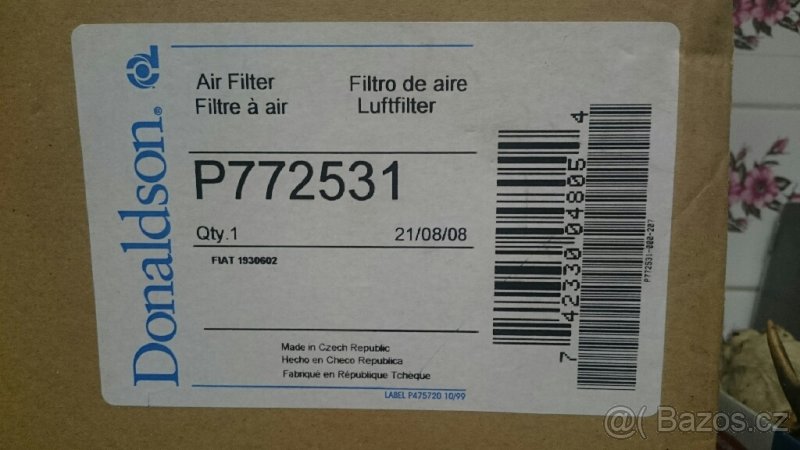 Donaldson®
Air Filter
Filtro de aire
Filtre à air
Luftfilter
P772531
Qty.1
21/08/08
FIAT 1930602
Made in Czech Republic
Hecho en Checo Republica
Fabriqué en République Tchèque
LABEL P475720 10/99
7 42330 04805 4
P772531-000-207
@( Bazos.cz